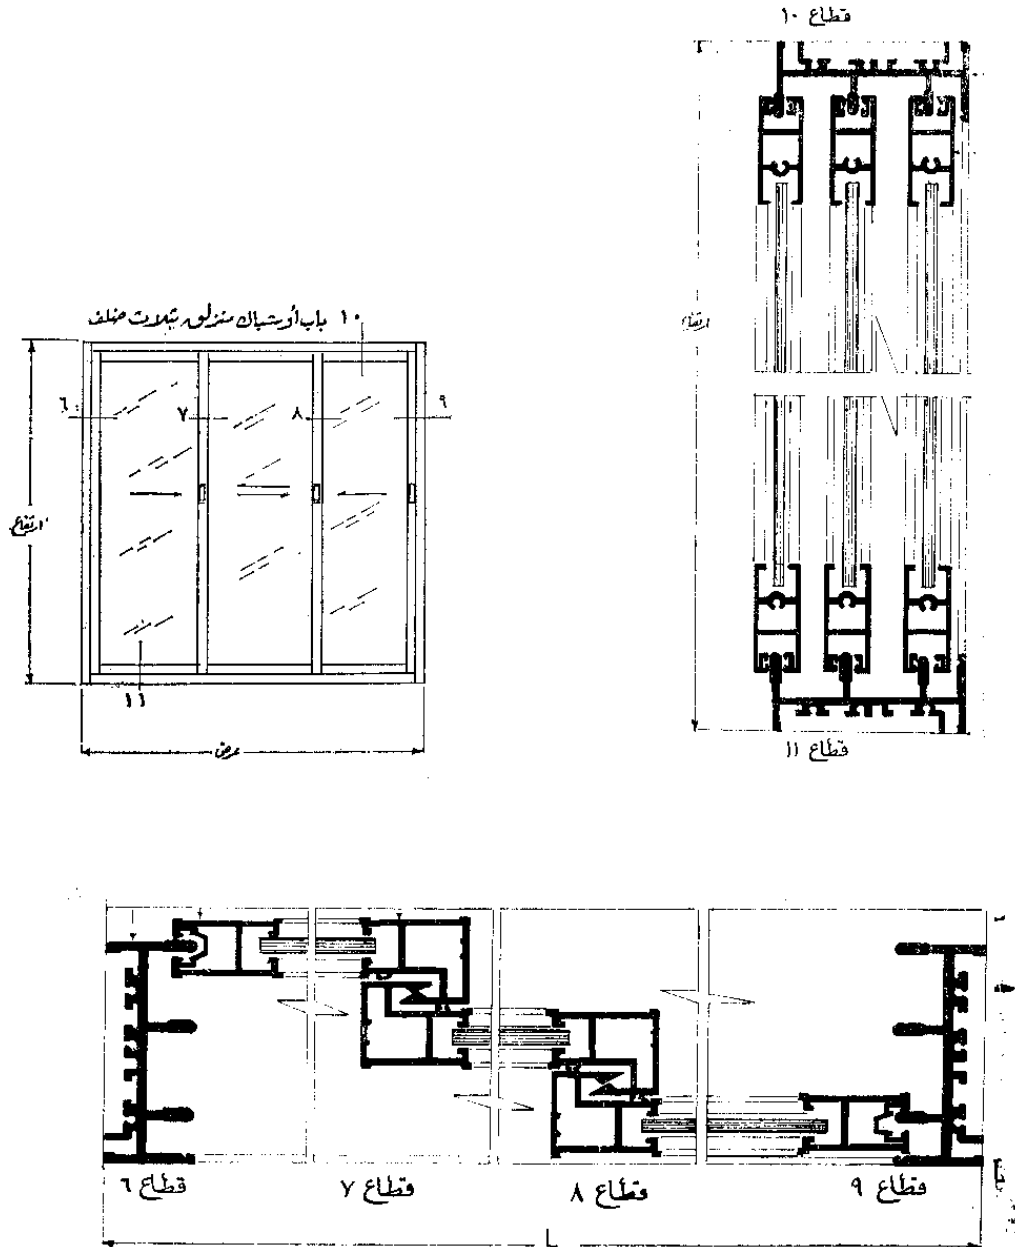 قطاع ١٠
ارتفاع
١٠ باب أو شباك منزلق بثلاث ضلف
٦
٧
٨
٩
ارتفاع
١١
عرض
قطاع ١١
قطاع ٦
قطاع ٧
قطاع ٨
قطاع ٩
L